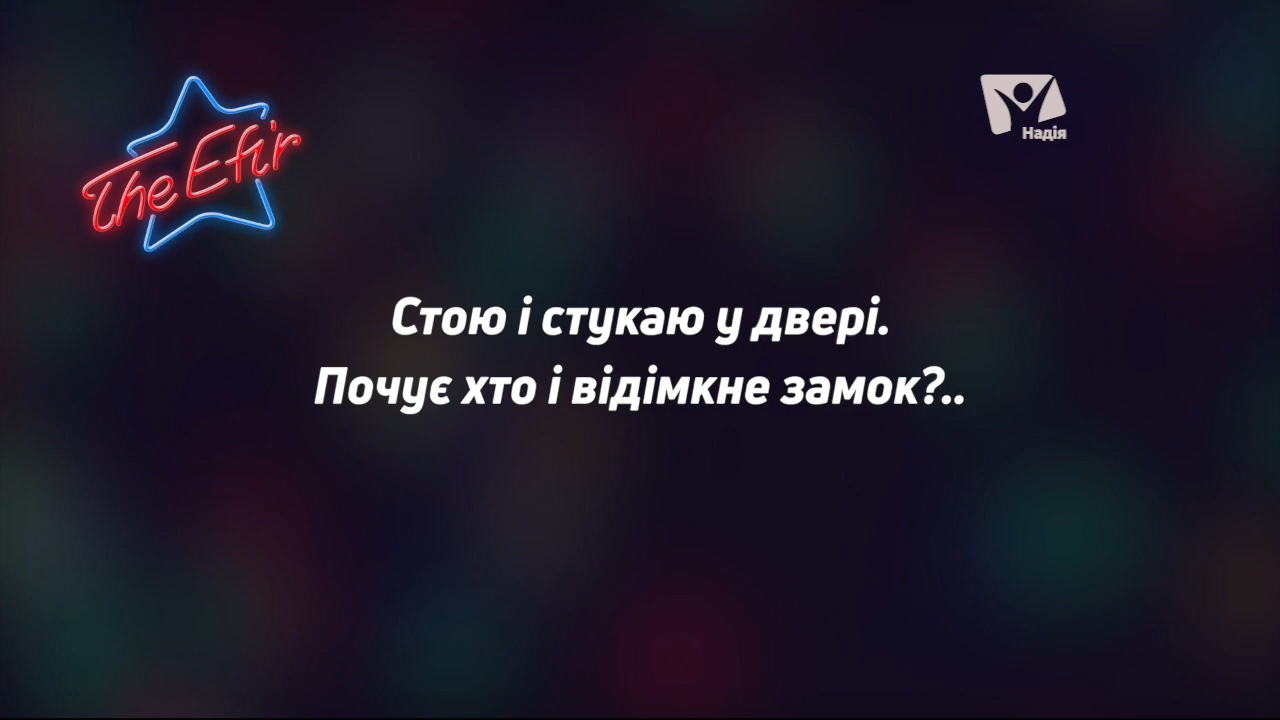 The Efir
Надія
Стою і стукаю у двері.
Почує хто і відімкне замок?..